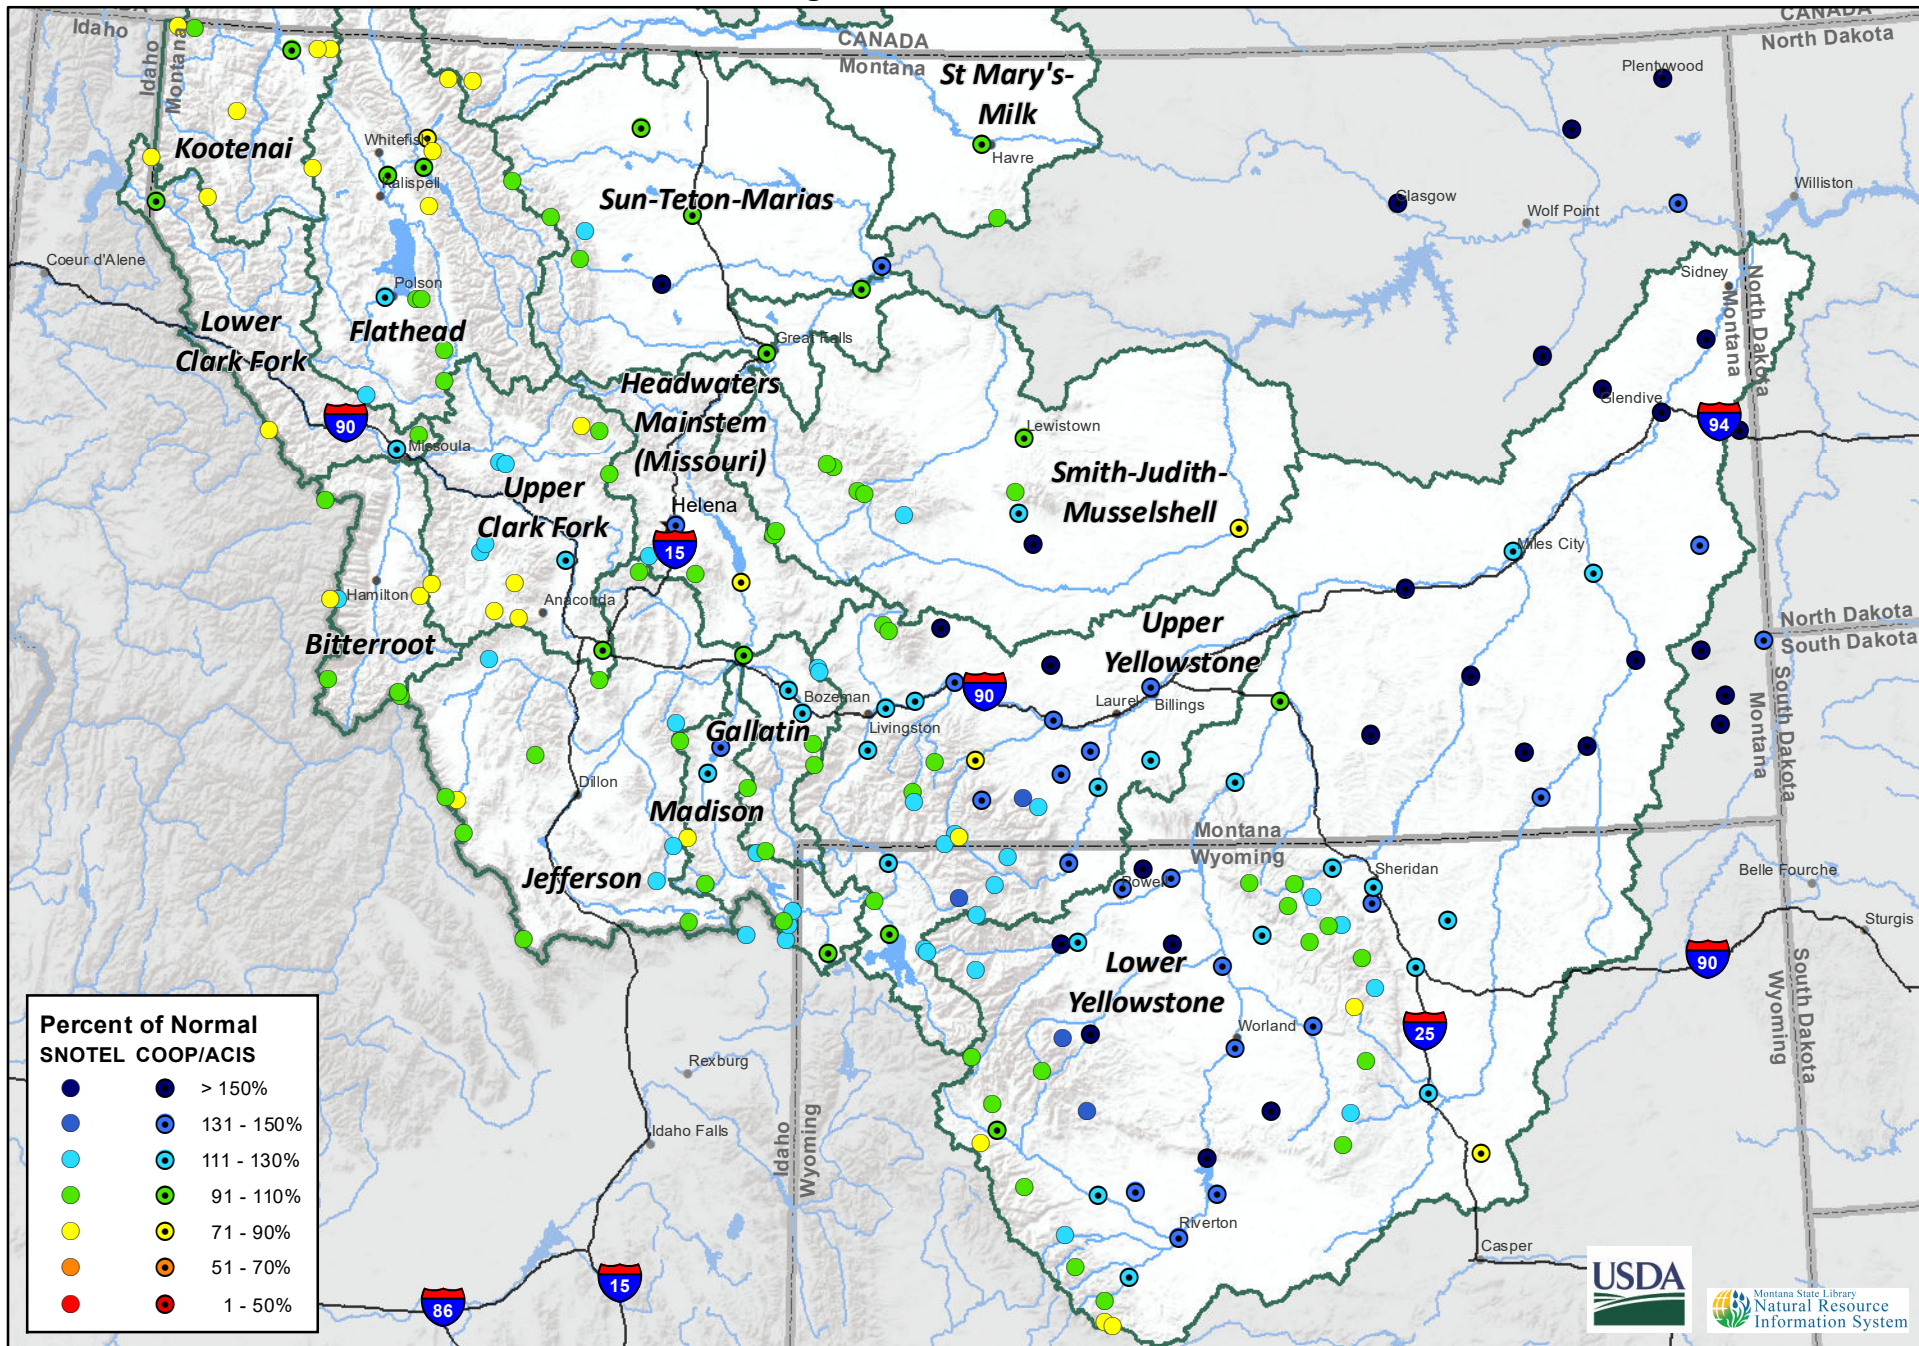 CANADA
Idaho
Idaho
Montana
CANADA
Montana
CANADA
North Dakota
St Mary's-
Milk
Plentywood
Kootenai
Whitefish
Kalispell
Havre
Sun-Teton-Marias
Glasgow
Wolf Point
Williston
Coeur d'Alene
Polson
Sidney
North Dakota
Montana
Lower
Clark Fork
Flathead
Great Falls
Headwaters
Mainstem
(Missouri)
Glendive
90
94
Missoula
Lewistown
Smith-Judith-
Musselshell
Upper
Clark Fork
Helena
15
Miles City
Hamilton
Anaconda
Bitterroot
Upper
Yellowstone
North Dakota
South Dakota
90
Bozeman
Livingston
Laurel
Billings
Gallatin
South Dakota
Montana
Dillon
Madison
Montana
Wyoming
Jefferson
Powell
Sheridan
Belle Fourche
Sturgis
Lower
Yellowstone
90
South Dakota
Wyoming
Worland
25
Rexburg
Idaho Falls
Idaho
Wyoming
Riverton
Casper
15
86
Percent of Normal
SNOTEL COOP/ACIS
> 150%
131 - 150%
111 - 130%
91 - 110%
71 - 90%
51 - 70%
1 - 50%
USDA
Montana State Library
Natural Resource
Information System